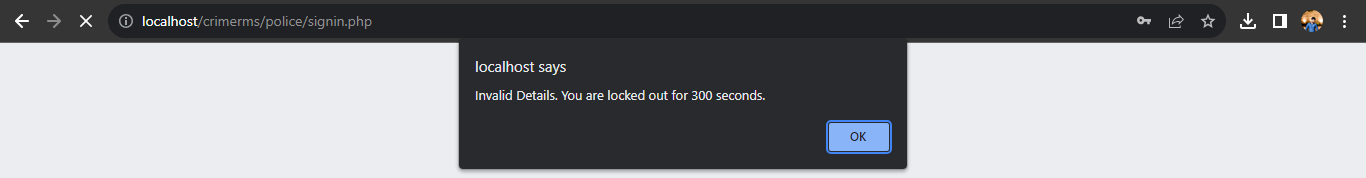 localhost/crimerms/police/signin.php
localhost says
Invalid Details. You are locked out for 300 seconds.
OK